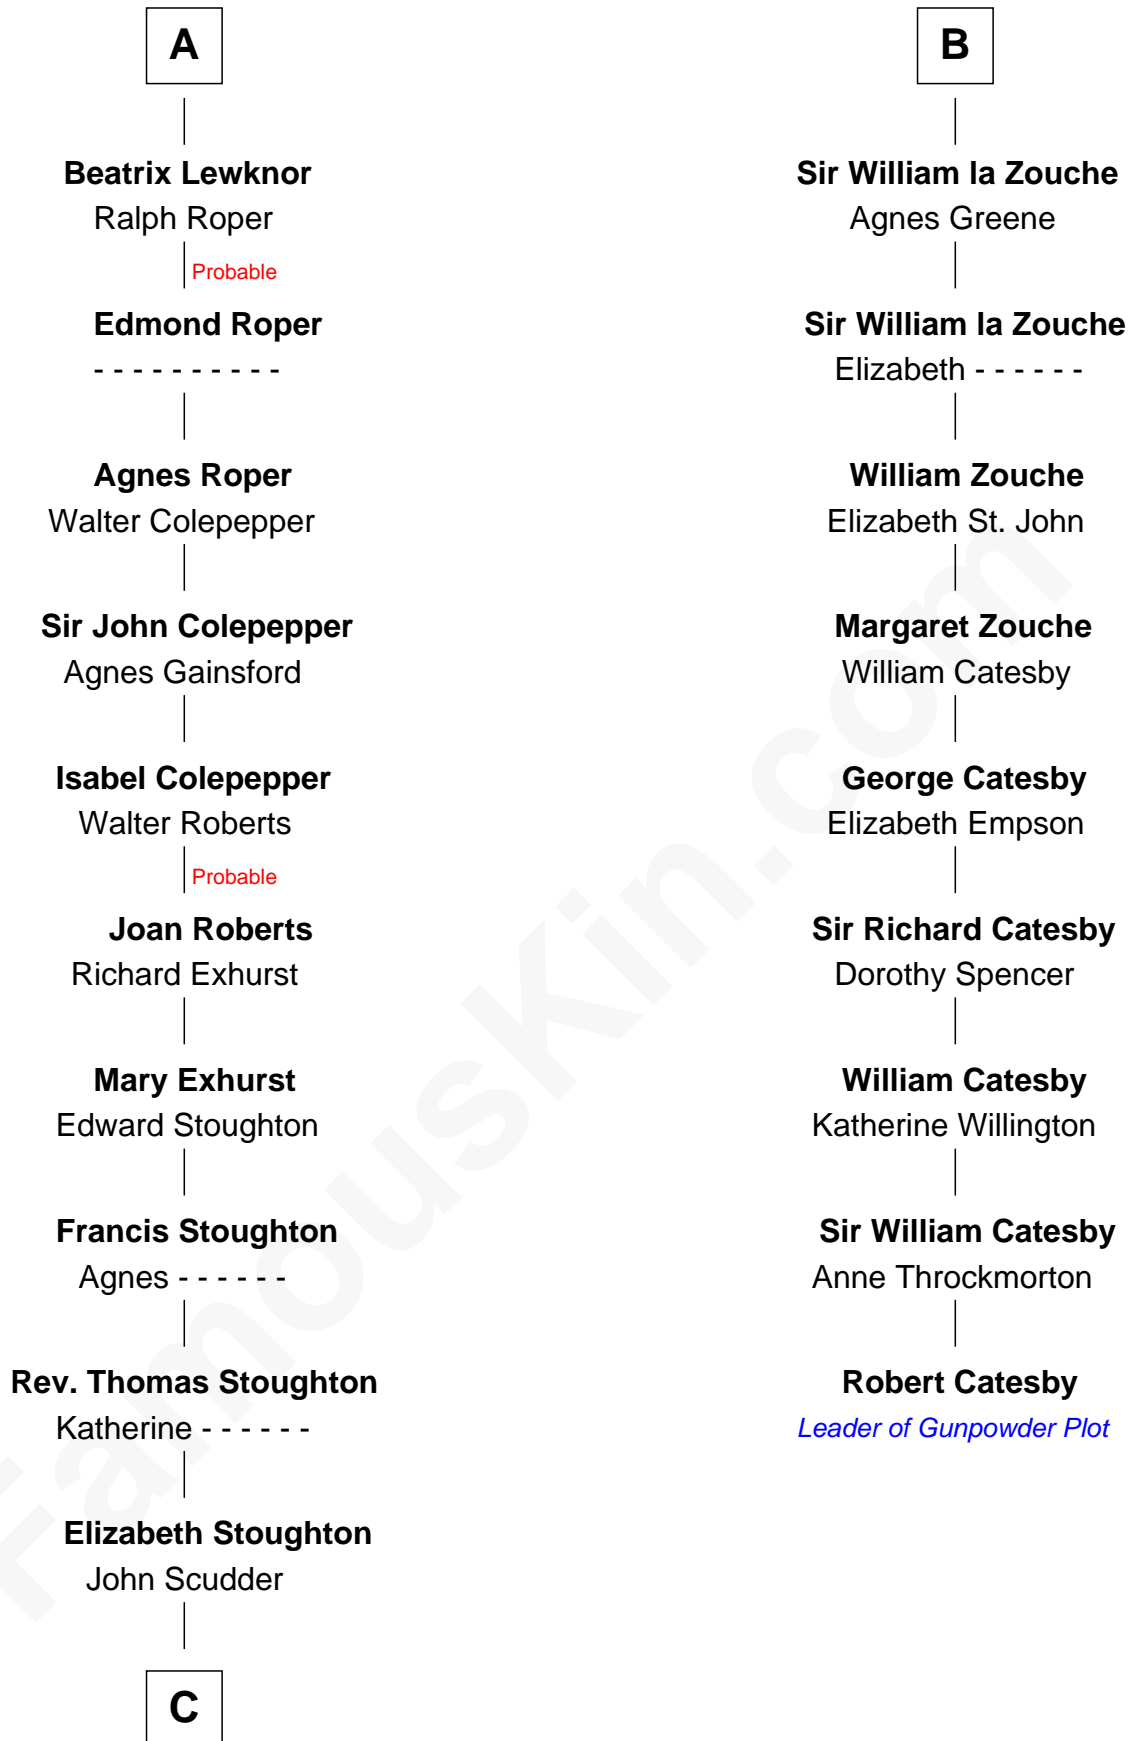 A
Beatrix Lewknor
Ralph Roper
Probable
Edmond Roper
- - - - - - - - - -
Agnes Roper
Walter Colepepper
Sir John Colepepper
Agnes Gainsford
Isabel Colepepper
Walter Roberts
Probable
Joan Roberts
Richard Exhurst
Mary Exhurst
Edward Stoughton
Francis Stoughton
Agnes - - - - - -
Rev. Thomas Stoughton
Katherine - - - - - -
Elizabeth Stoughton
John Scudder
C
B
Sir William la Zouche
Agnes Greene
Sir William la Zouche
Elizabeth - - - - - -
William Zouche
Elizabeth St. John
Margaret Zouche
William Catesby
George Catesby
Elizabeth Empson
Sir Richard Catesby
Dorothy Spencer
William Catesby
Katherine Willington
Sir William Catesby
Anne Throckmorton
Robert Catesby
Leader of Gunpowder Plot
FamousKin.com